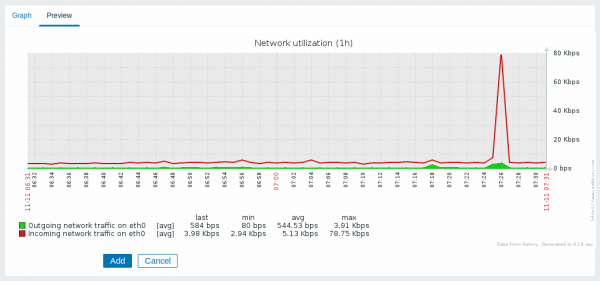 Graph Preview
Network utilization (1h)
80 Kbps
60 Kbps
40 Kbps
20 Kbps
0 bps
11-11 06:31 06:32 06:34 06:36 06:38 06:40 06:42 06:44 06:46 06:48 06:50 06:52 06:54 06:56 06:58 07:00 07:02 07:04 07:06 07:08 07:10 07:12 07:14 07:16 07:18 07:20 07:22 07:24 07:26 07:28 07:30 11-11 07:31
last min avg max
Outgoing network traffic on eth0 [avg] 584 bps 80 bps 544.53 bps 3.91 Kbps
Incoming network traffic on eth0 [avg] 3.98 Kbps 2.94 Kbps 5.13 Kbps 78.75 Kbps
Data from history. Generated in 0.14 sec.
Add Cancel